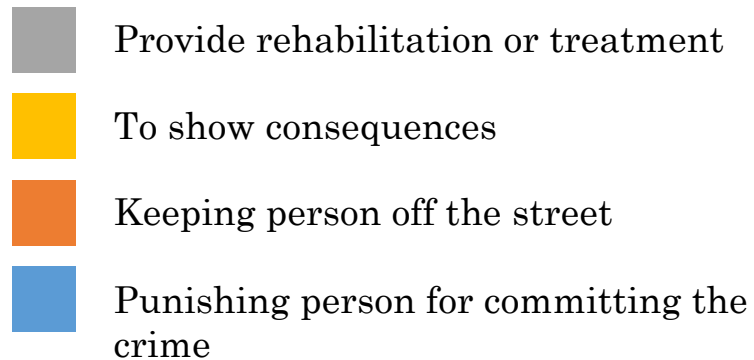 Provide rehabilitation or treatment
To show consequences
Keeping person off the street
Punishing person for committing the
crime